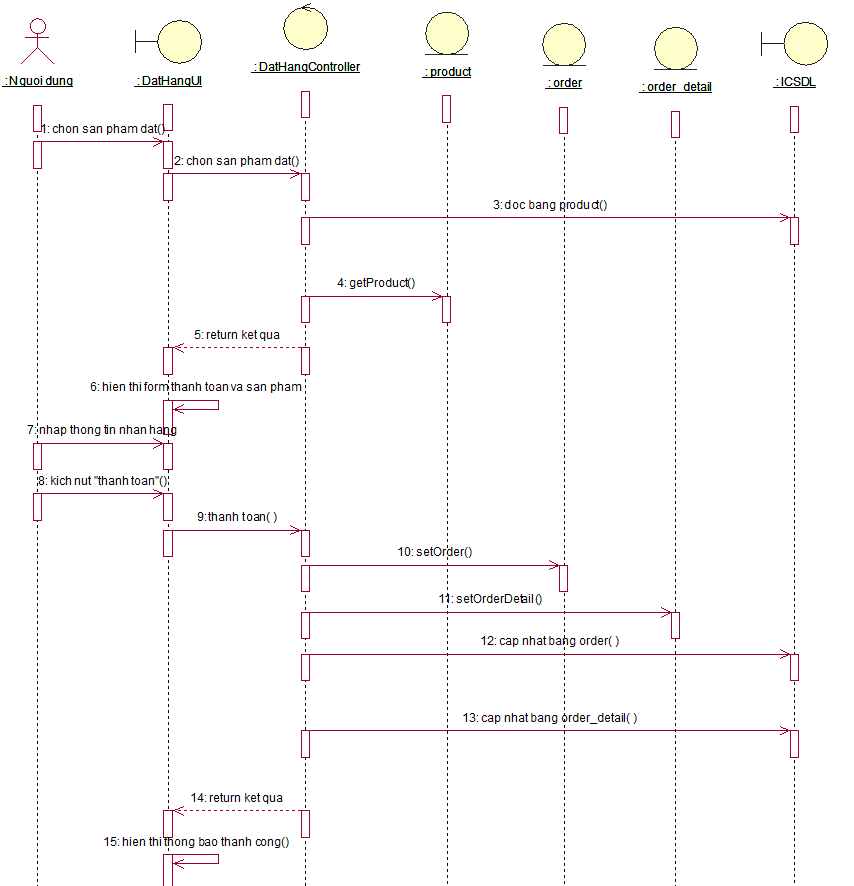 : Nguoi dung
: DatHangUI
: DatHangController
: product
: order
: order_detail
: ICSDL
1: chon san pham dat()
2: chon san pham dat()
3: doc bang product()
4: getProduct()
5: return ket qua
6: hien thi form thanh toan va san pham
7: nhap thong tin nhan hang
8: kich nut "thanh toan"()
9:thanh toan( )
10: setOrder()
11: setOrderDetail()
12: cap nhat bang order( )
13: cap nhat bang order_detail( )
14: return ket qua
15: hien thi thong bao thanh cong()